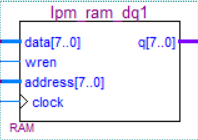 lpm_ram_dq1
data[7..0] q[7..0]
wren
address[7..0]
clock
RAM